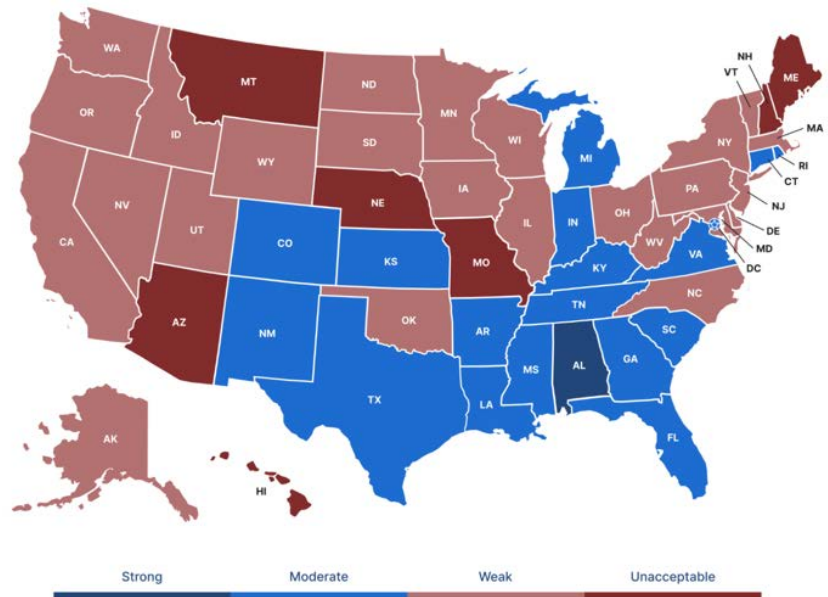 WA
MT
ND
MN
OR
ID
SD
WI
WY
MI
NH
VT
ME
NY
MA
RI
CT
NV
NE
IA
PA
NJ
CA
UT
IL
IN
OH
DE
WV
MD
DC
CO
KS
MO
KY
VA
AZ
NM
OK
AR
TN
NC
SC
TX
LA
MS
AL
GA
FL
AK
HI
Strong Moderate Weak Unacceptable